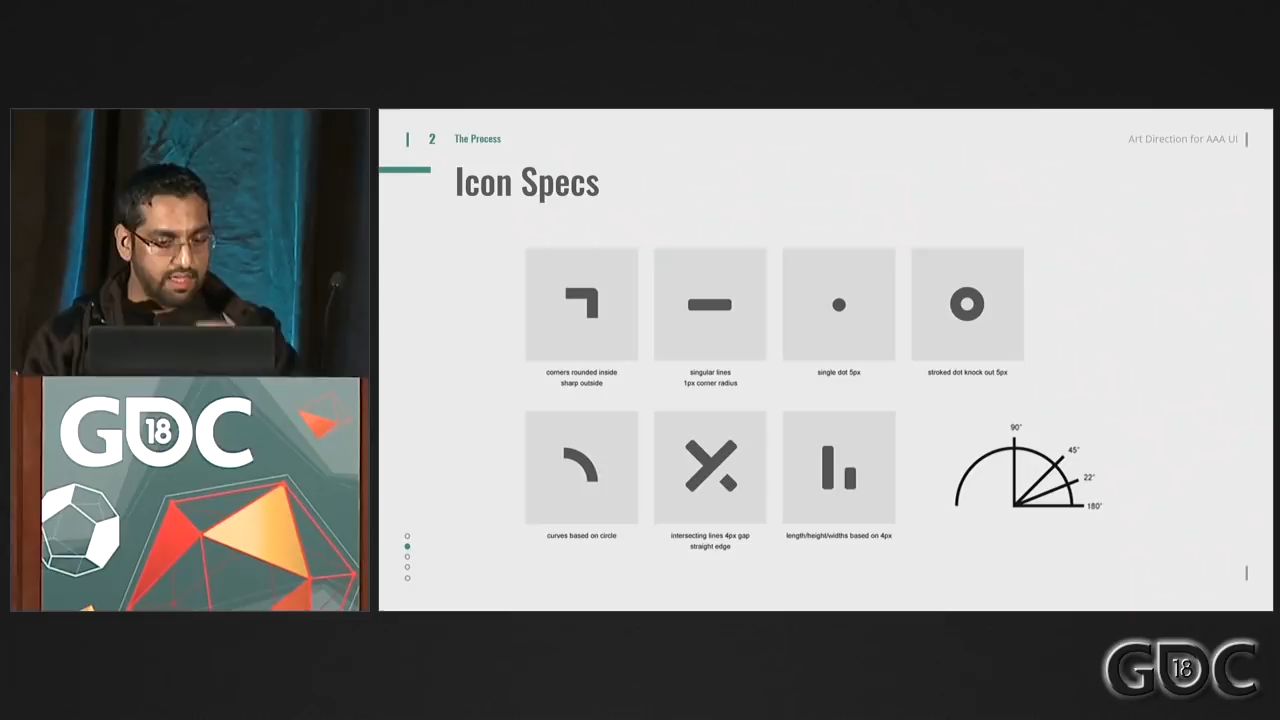 2 The Process
Art Direction for AAA UI
Icon Specs
corners rounded inside
sharp outside
singular lines
1px corner radius
single dot 5px
stroked dot knock out 5px
curves based on circle
intersecting lines 4px gap
straight edge
length/height/widths based on 4px
90°
45°
22°
180°
GDC
18
GDC
18